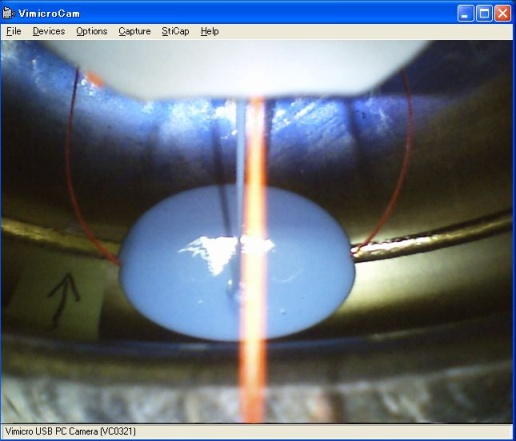 VimicroCam
File Devices Options Capture StiCap Help
Vimicro USB PC Camera (VC0321)